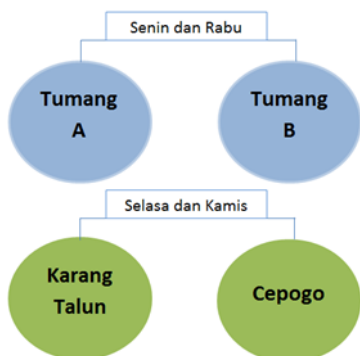 Senin dan Rabu
Tumang
A
Tumang
B
Selasa dan Kamis
Karang
Talun
Cepogo